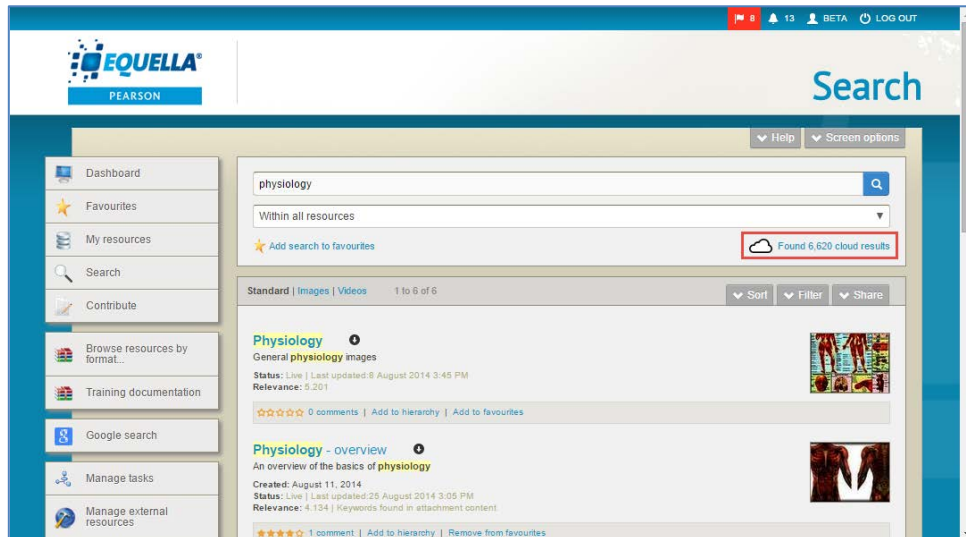 8 13 BETA LOG OUT
EQUELLA®
PEARSON
Search
Help Screen options
Dashboard
Favourites
My resources
Search
Contribute
Browse resources by
format...
Training documentation
Google search
Manage tasks
Manage external
resources
physiology
Within all resources
Add search to favourites
Found 6,620 cloud results
Standard | Images | Videos 1 to 6 of 6
Sort Filter Share
Physiology
General physiology images
Status: Live | Last updated:8 August 2014 3:45 PM
Relevance: 5.201
0 comments | Add to hierarchy | Add to favourites
Physiology - overview
An overview of the basics of physiology
Created: August 11, 2014
Status: Live | Last updated:25 August 2014 3:05 PM
Relevance: 4.134 | Keywords found in attachment content
1 comment | Add to hierarchy | Remove from favourites